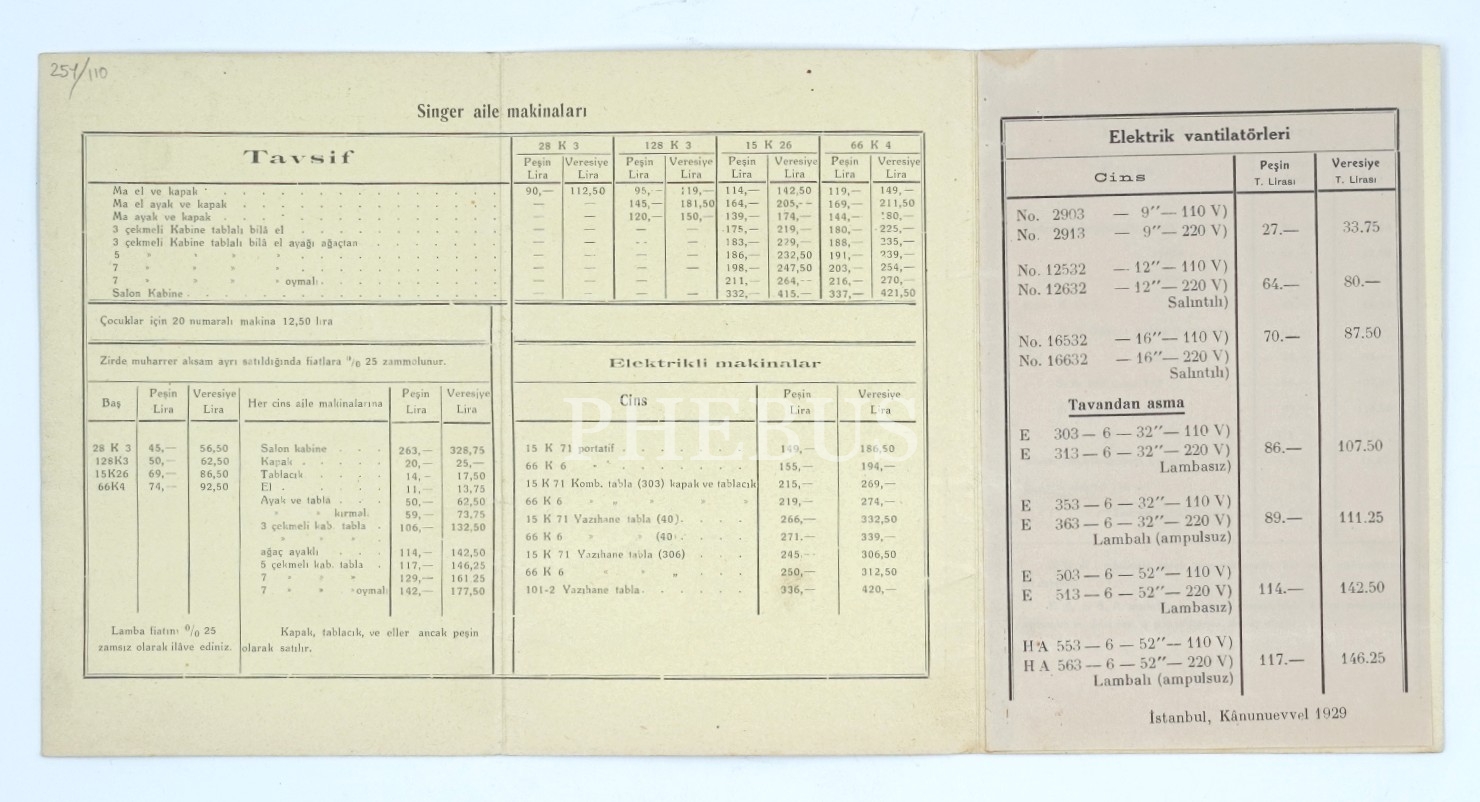 254/110
Singer aile makinaları
Tavsif
28 K 3 128 K 3 15 K 26 66 K 4
Peşin Veresiye Peşin Veresiye Peşin Veresiye Peşin Veresiye
Lira Lira Lira Lira Lira Lira Lira Lira
Ma el ve kapak 90,— 112,50 95,— 119,— 114,— 142,50 119,— 149,—
Ma el ayak ve kapak — — 145,— 181,50 164,— 205,— 169,— 211,50
Ma ayak ve kapak — — 120,— 150,— 139,— 174,— 144,— 180,—
3 çekmeli Kabine tablalı bilâ el — — — — 175,— 219,— 180,— 225,—
3 çekmeli Kabine tablalı bilâ el ayağı ağaçtan — — — — 183,— 229,— 188,— 235,—
5 » » » » — — — — 186,— 232,50 191,— 239,—
7 » » » » — — — — 198,— 247,50 203,— 254,—
7 » » » » oymalı — — — — 211,— 264,— 216,— 270,—
Salon Kabine — — — — 332,— 415.— 337,— 421,50
Çocuklar için 20 numaralı makina 12,50 lıra
Zirde muharrer aksam ayrı satıldığında fiatlara % 25 zammolunur.
Baş Peşin Lira Veresiye Lira
28 K 3 45,— 56,50
128K3 50,— 62,50
15K26 69,— 86,50
66K4 74,— 92,50
Lamba fiatını % 25
zamsız olarak ilâve ediniz.
Her cins aile makinalarına Peşin Lira Veresiye Lira
Salon kabine 263,— 328,75
Kapak 20,— 25,—
Tablacık 14,- 17,50
El 11,— 13,75
Ayak ve tabla 50,— 62,50
» » kırmalı 59,— 73,75
3 çekmeli kab. tabla 106,— 132,50
» » »
ağaç ayaklı 114,— 142,50
5 çekmeli kab. tabla 117,— 146,25
7 » » » 129,— 161 25
7 » » » oymalı 142,— 177,50
Kapak, tablacık, ve eller ancak peşin
olarak satılır.
Elektrikli makinalar
Cins Peşin Lira Veresiye Lira
15 K 71 portatif 149,— 186,50
66 K 6 » 155,— 194,—
15 K 71 Komb. tabla (303) kapak ve tablacık 215,— 269,—
66 K 6 » » » » 219,— 274,—
15 K 71 Yazıhane tabla (40) 266,— 332,50
66 K 6 » » (40) 271.— 339,—
15 K 71 Yazıhane tabla (306) 245.— 306,50
66 K 6 » » „ 250,— 312,50
101-2 Yazıhane tabla 336,— 420,—
PHEBUS
Elektrik vantilatörleri
Cins Peşin T. Lirası Veresiye T. Lirası
No. 2903 — 9″— 110 V)
No. 2913 — 9″— 220 V) 27.— 33.75
No. 12532 — 12″— 110 V)
No. 12632 — 12″— 220 V) 64.— 80.—
Salıntılı)
No. 16532 — 16″— 110 V) 70.— 87.50
No. 16632 — 16″— 220 V)
Salıntılı)
Tavandan asma
E 303 — 6 — 32″— 110 V)
E 313 — 6 — 32″— 220 V) 86.— 107.50
Lambasız)
E 353 — 6 — 32″— 110 V)
E 363 — 6 — 32″— 220 V) 89.— 111.25
Lambalı (ampulsuz)
E 503 — 6 — 52″— 110 V)
E 513 — 6 — 52″— 220 V) 114.— 142.50
Lambasız)
H A 553 — 6 — 52″— 110 V)
H A 563 — 6 — 52″— 220 V) 117.— 146.25
Lambalı (ampulsuz)
İstanbul, Kânunuevvel 1929